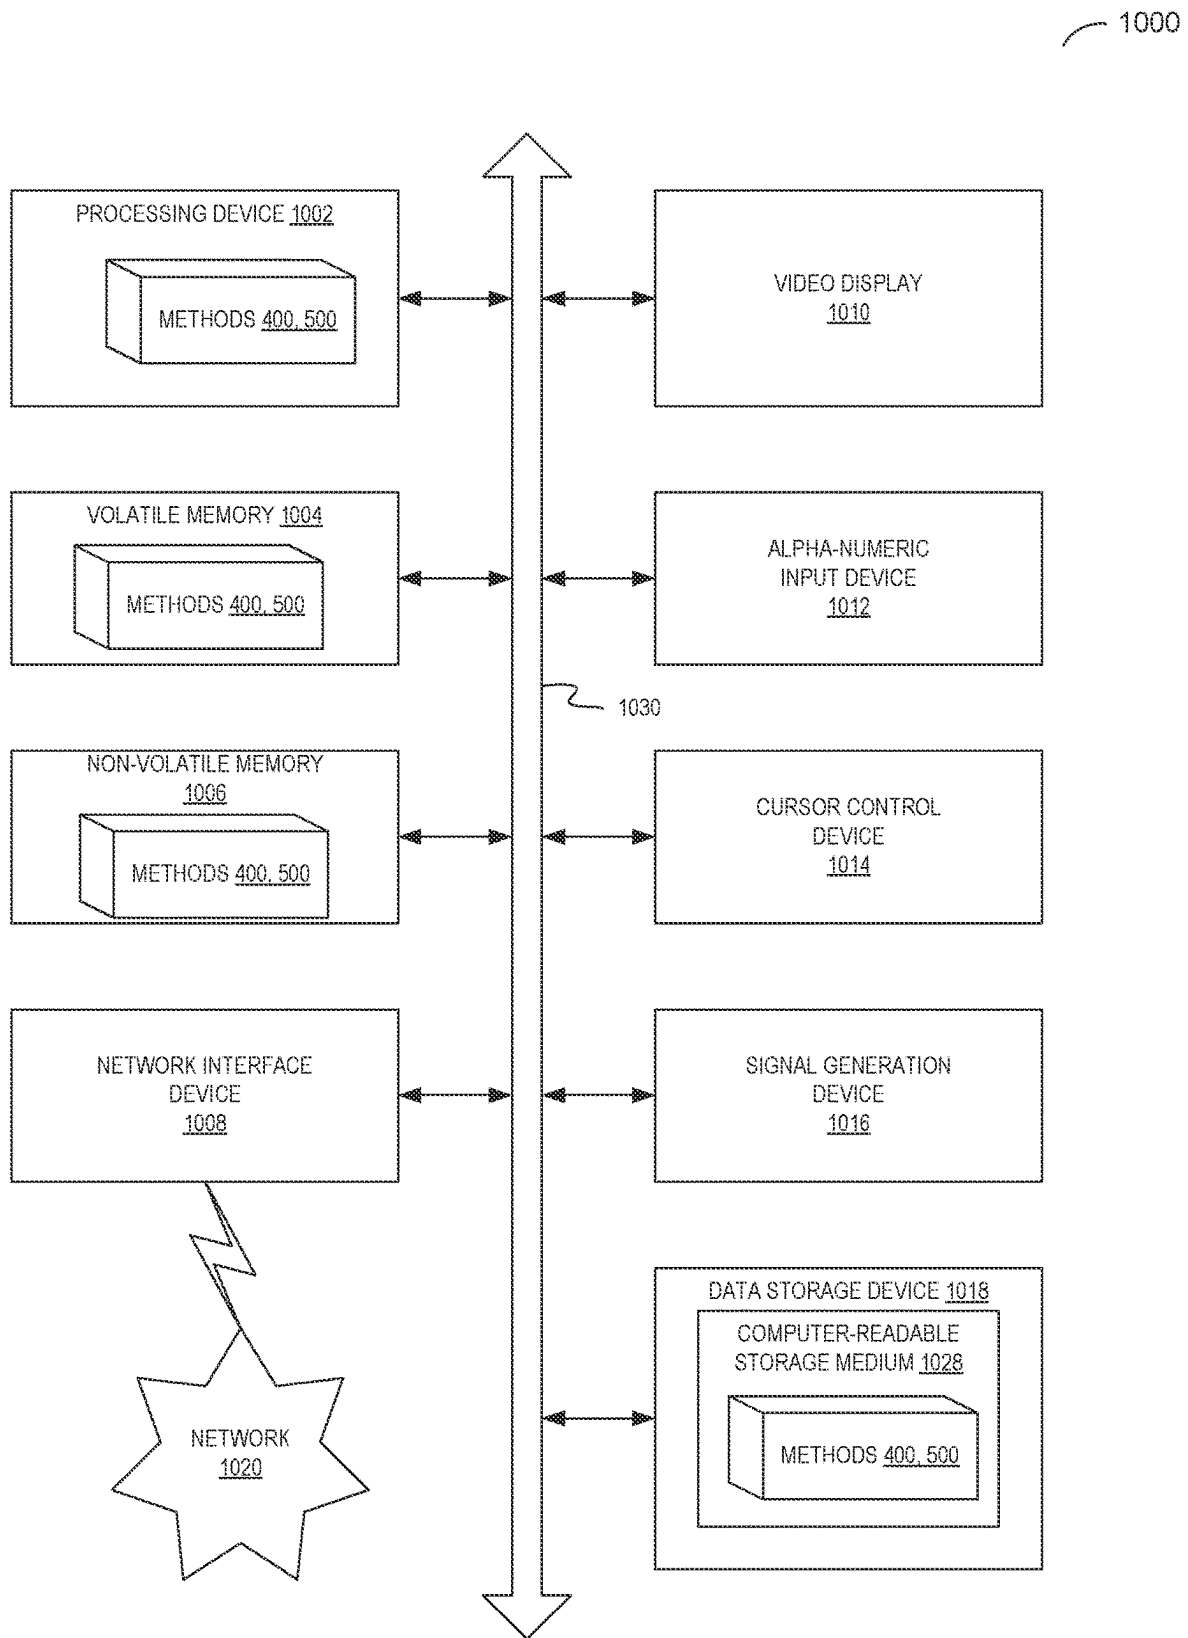 1000
PROCESSING DEVICE 1002
METHODS 400, 500
VIDEO DISPLAY
1010
VOLATILE MEMORY 1004
METHODS 400, 500
ALPHA-NUMERIC
INPUT DEVICE
1012
1030
NON-VOLATILE MEMORY
1006
METHODS 400, 500
CURSOR CONTROL
DEVICE
1014
NETWORK INTERFACE
DEVICE
1008
SIGNAL GENERATION
DEVICE
1016
DATA STORAGE DEVICE 1018
COMPUTER-READABLE
STORAGE MEDIUM 1028
METHODS 400, 500
NETWORK
1020